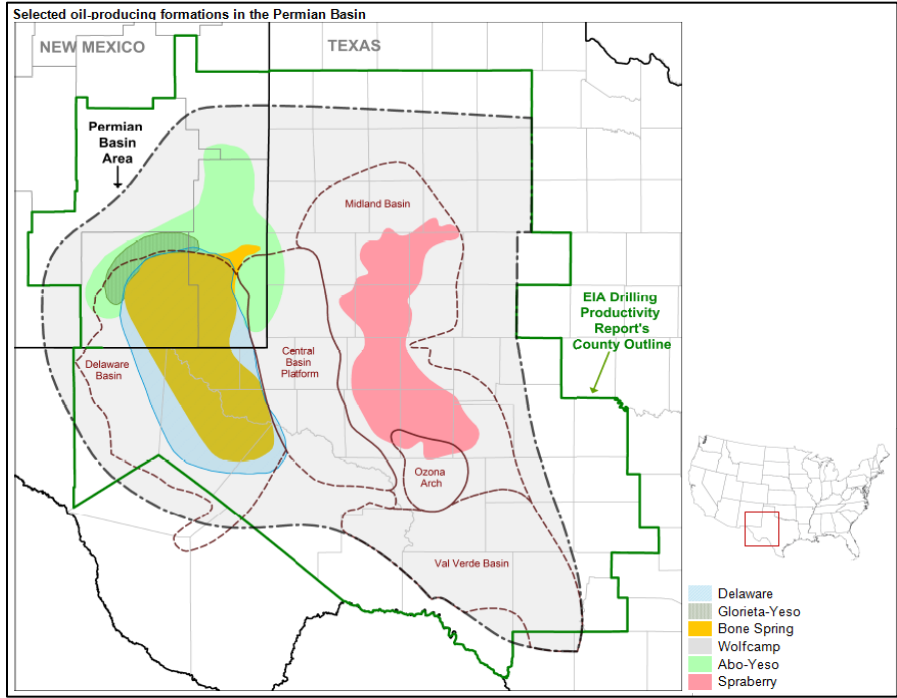 Selected oil-producing formations in the Permian Basin
NEW MEXICO
TEXAS
Permian
Basin
Area
Midland Basin
EIA Drilling
Productivity
Report's
County Outline
Central
Basin
Platform
Delaware
Basin
Ozona
Arch
Val Verde Basin
Delaware
Glorieta-Yeso
Bone Spring
Wolfcamp
Abo-Yeso
Spraberry